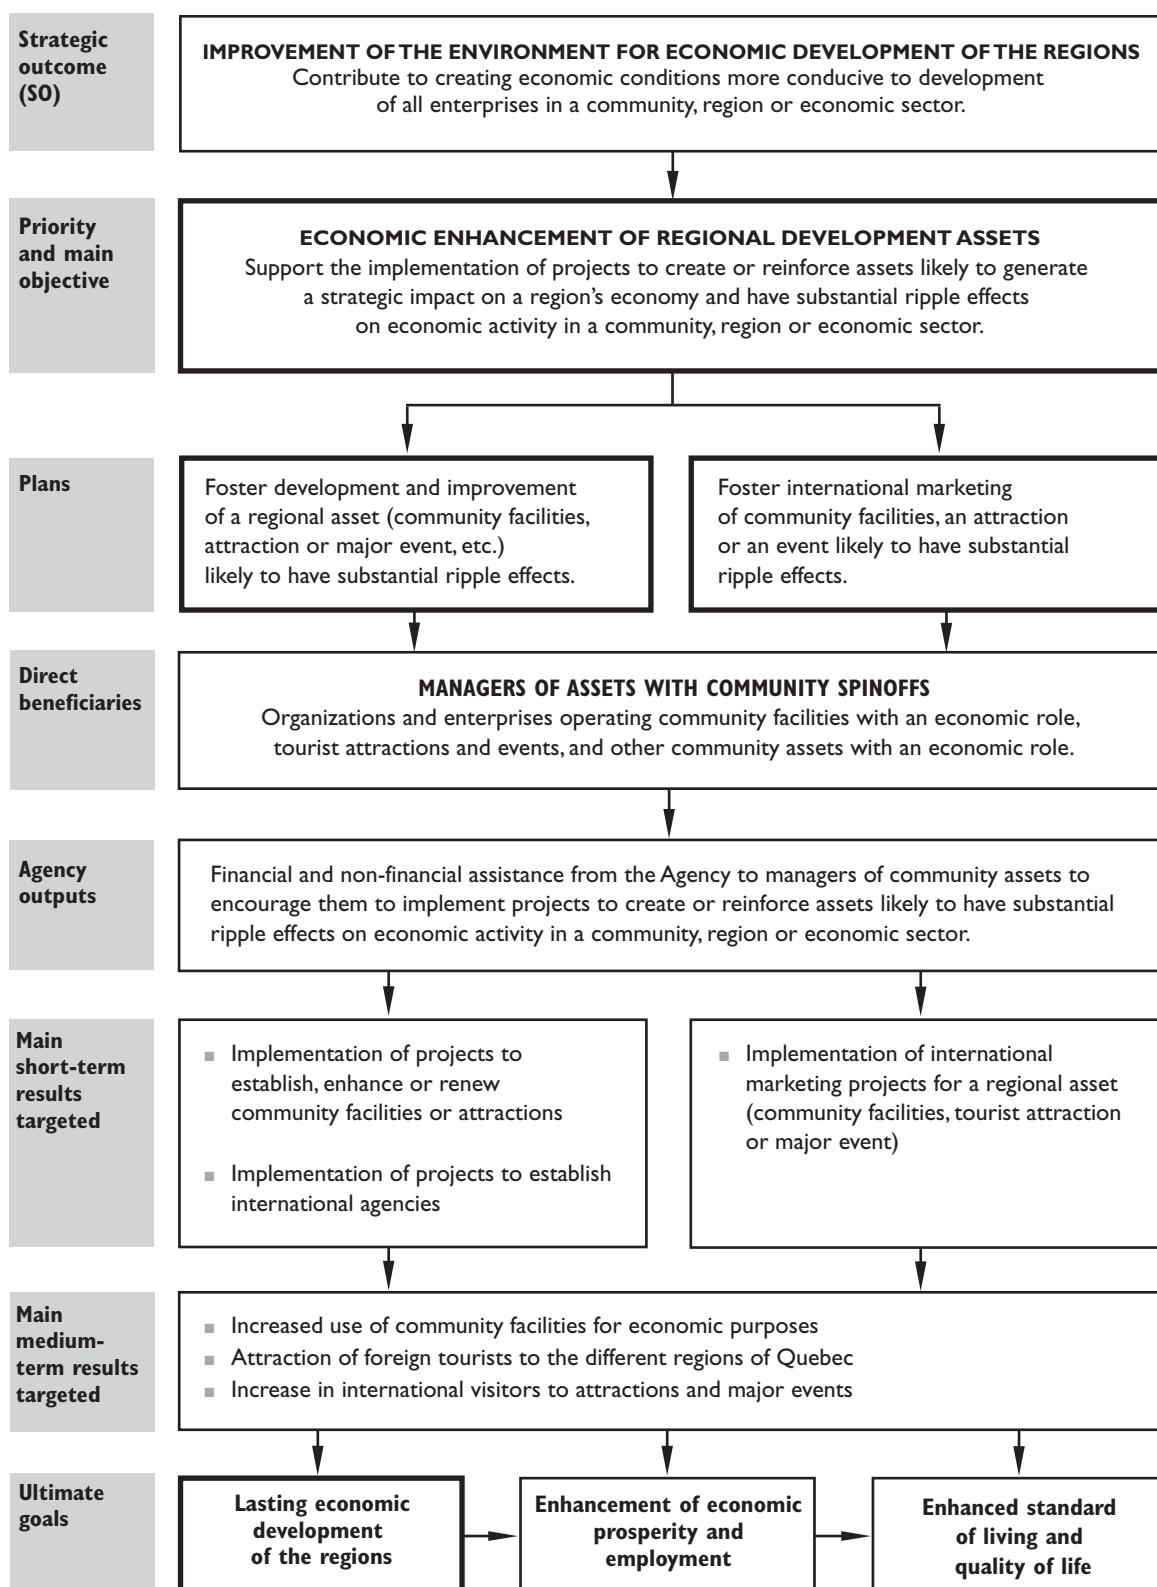 Strategic
outcome
(SO)
IMPROVEMENT OF THE ENVIRONMENT FOR ECONOMIC DEVELOPMENT OF THE REGIONS
Contribute to creating economic conditions more conducive to development
of all enterprises in a community, region or economic sector.
Priority
and main
objective
ECONOMIC ENHANCEMENT OF REGIONAL DEVELOPMENT ASSETS
Support the implementation of projects to create or reinforce assets likely to generate
a strategic impact on a region’s economy and have substantial ripple effects
on economic activity in a community, region or economic sector.
Plans
Foster development and improvement
of a regional asset (community facilities,
attraction or major event, etc.)
likely to have substantial ripple effects.
Foster international marketing
of community facilities, an attraction
or an event likely to have substantial
ripple effects.
Direct
beneficiaries
MANAGERS OF ASSETS WITH COMMUNITY SPINOFFS
Organizations and enterprises operating community facilities with an economic role,
tourist attractions and events, and other community assets with an economic role.
Agency
outputs
Financial and non-financial assistance from the Agency to managers of community assets to
encourage them to implement projects to create or reinforce assets likely to have substantial
ripple effects on economic activity in a community, region or economic sector.
Main
short-term
results
targeted
■ Implementation of projects to
establish, enhance or renew
community facilities or attractions
■ Implementation of projects to establish
international agencies
■ Implementation of international
marketing projects for a regional asset
(community facilities, tourist attraction
or major event)
Main
medium-
term results
targeted
■ Increased use of community facilities for economic purposes
■ Attraction of foreign tourists to the different regions of Quebec
■ Increase in international visitors to attractions and major events
Ultimate
goals
Lasting economic
development
of the regions
Enhancement of economic
prosperity and
employment
Enhanced standard
of living and
quality of life